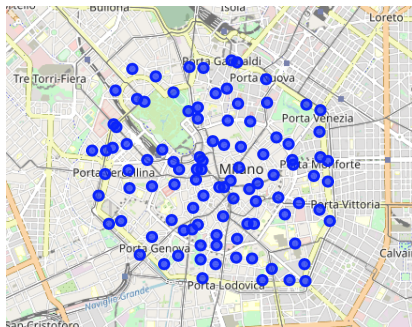 Bullona
Isola
Loreto
Porta Garibaldi
Tre Torri-Fiera
Porta Nuova
Porta Venezia
Milano
Porta Monforte
Porta Vercellina
Porta Vittoria
Porta Genova
Calvai
Porta Lodovica
Naviglio Grande
San Cristoforo